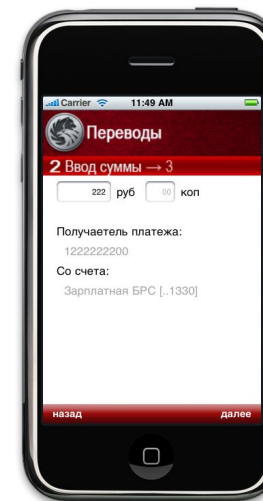 Carrier 11:49 AM
Переводы
2 Ввод суммы → 3
222 руб 00 коп
Получаетель платежа:
1222222200
Со счета:
Зарплатная БРС [..1330]
назад далее